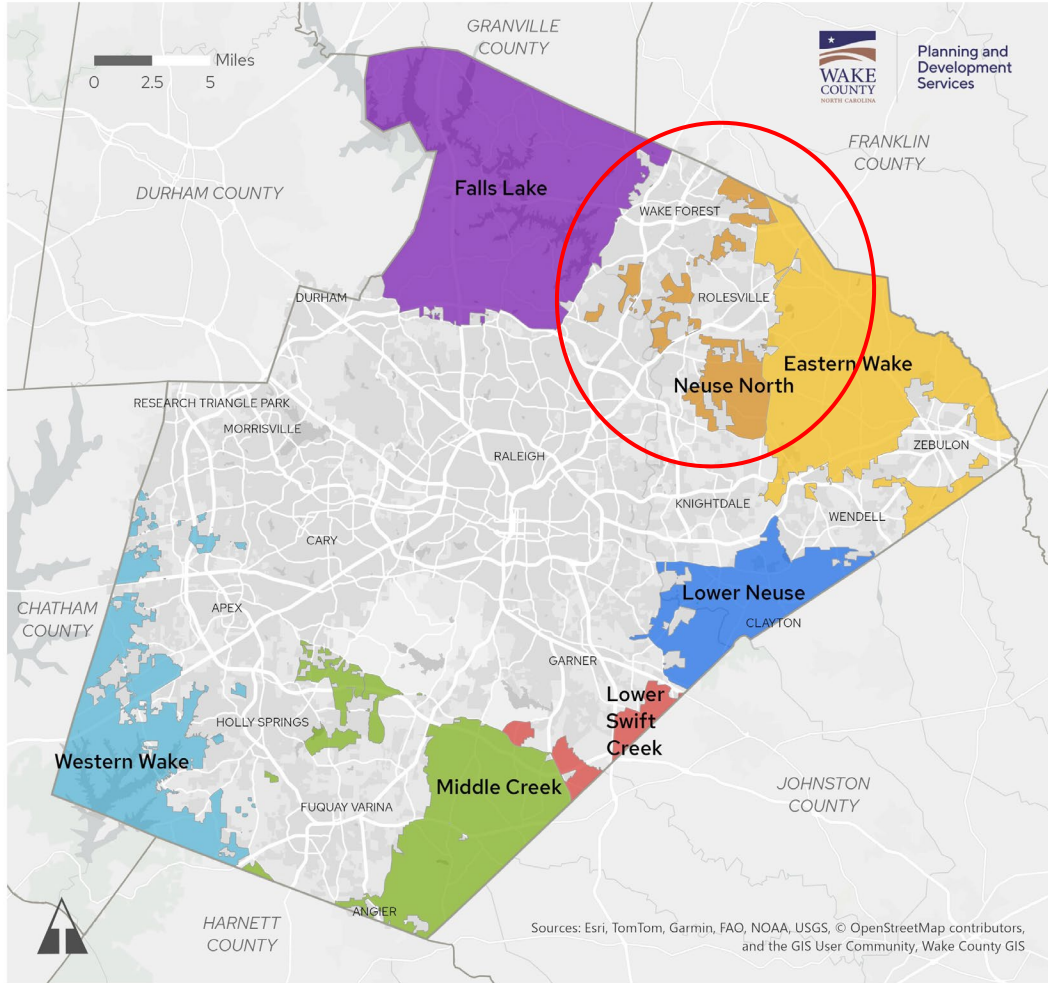 GRANVILLE
COUNTY
Miles
0 2.5 5
WAKE
COUNTY
NORTH CAROLINA
Planning and
Development
Services
FRANKLIN
COUNTY
DURHAM COUNTY
Falls Lake
WAKE FOREST
DURHAM
ROLESVILLE
Eastern Wake
Neuse North
RESEARCH TRIANGLE PARK
MORRISVILLE
ZEBULON
RALEIGH
KNIGHTDALE
WENDELL
CARY
CHATHAM
COUNTY
APEX
Lower Neuse
CLAYTON
GARNER
Lower
Swift
Creek
HOLLY SPRINGS
Western Wake
Middle Creek
JOHNSTON
COUNTY
FUQUAY VARINA
ANGIER
HARNETT
COUNTY
Sources: Esri, TomTom, Garmin, FAO, NOAA, USGS, © OpenStreetMap contributors,
and the GIS User Community, Wake County GIS